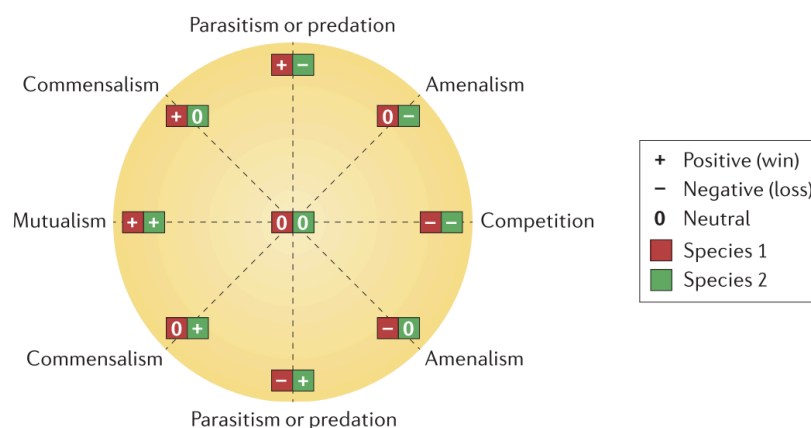 Parasitism or predation
+ −
Commensalism
Amenalism
+ 0
0 −
+ Positive (win)
− Negative (loss)
0 Neutral
Species 1
Species 2
Mutualism
+ +
0 0
− −
Competition
0 +
− 0
Commensalism
Amenalism
− +
Parasitism or predation